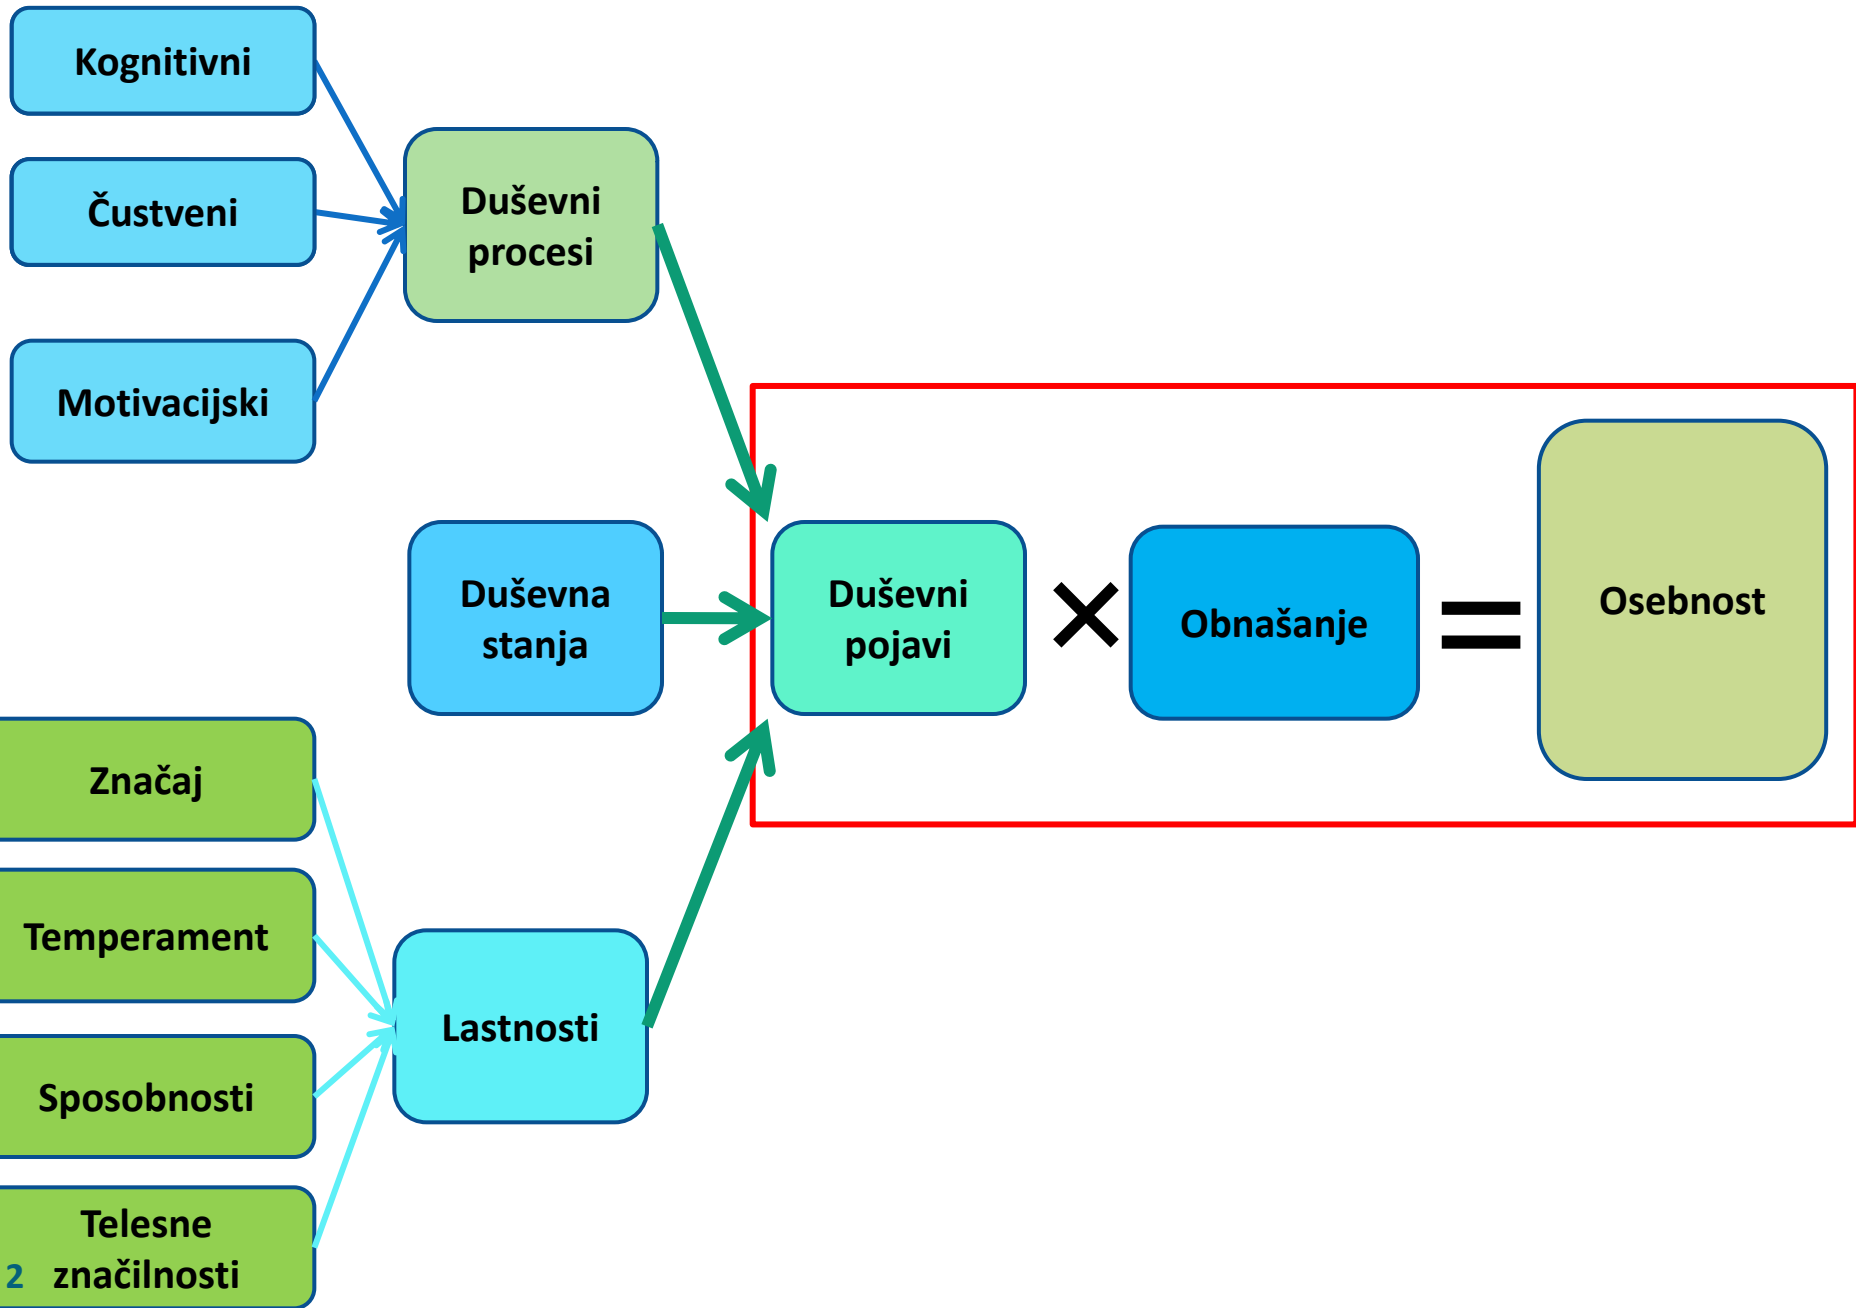 Kognitivni
Čustveni
Motivacijski
Duševni
procesi
Duševna
stanja
Duševni
pojavi
×
Obnašanje
=
Osebnost
Značaj
Temperament
Sposobnosti
Telesne
značilnosti
Lastnosti
2